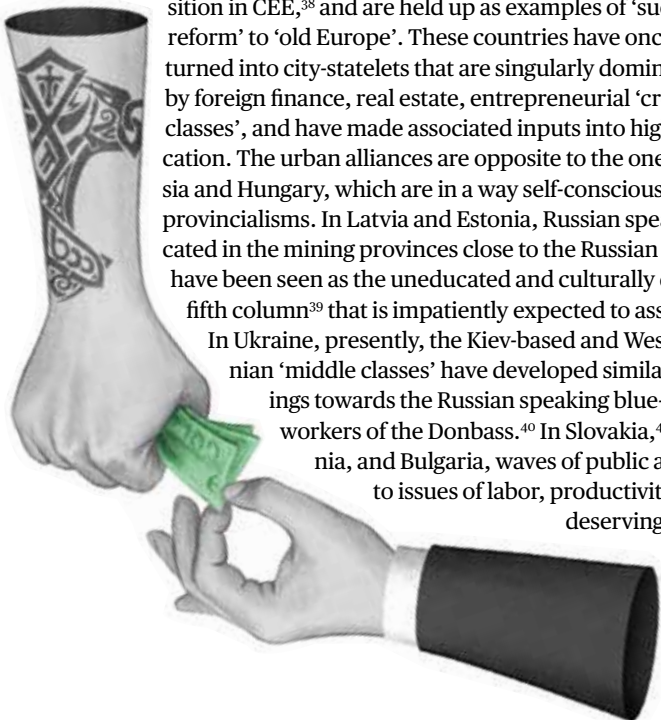 sition in CEE,³⁸ and are held up as examples of ‘su
reform’ to ‘old Europe’. These countries have onc
turned into city-statelets that are singularly domin
by foreign finance, real estate, entrepreneurial ‘cr
classes’, and have made associated inputs into hig
cation. The urban alliances are opposite to the one
sia and Hungary, which are in a way self-conscious
provincialisms. In Latvia and Estonia, Russian spe
cated in the mining provinces close to the Russian
have been seen as the uneducated and culturally
fifth column³⁹ that is impatiently expected to ass
In Ukraine, presently, the Kiev-based and Wes
nian ‘middle classes’ have developed simila
ings towards the Russian speaking blue-
workers of the Donbass.⁴⁰ In Slovakia,⁴
nia, and Bulgaria, waves of public a
to issues of labor, productivit
deserving